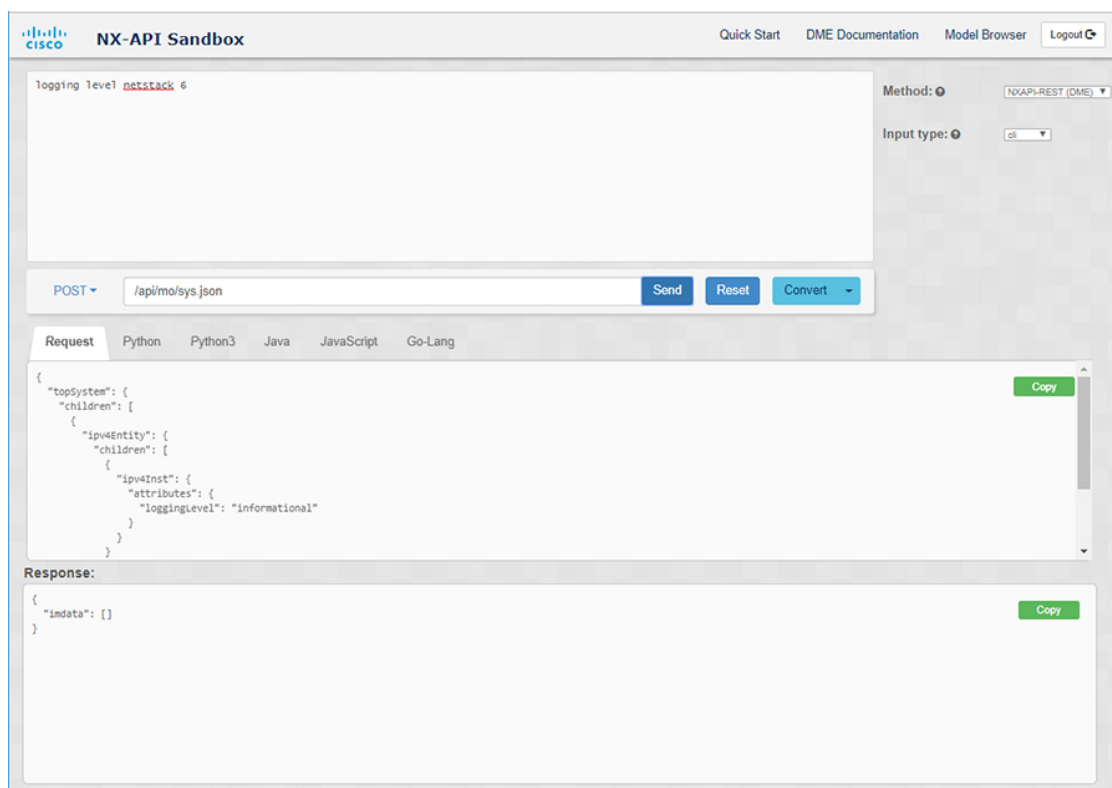 CISCO
NX-API Sandbox
Quick Start DME Documentation Model Browser Logout
logging level netstack 6
Method:
NXAPI-REST (DME)
Input type:
cli
POST /api/mo/sys.json Send Reset Convert
Request Python Python3 Java JavaScript Go-Lang
Copy
{
"topSystem": {
"children": [
{
"ipv4Entity": {
"children": [
{
"ipv4Inst": {
"attributes": {
"loggingLevel": "informational"
}
}
}
Response:
Copy
{
"imdata": []
}